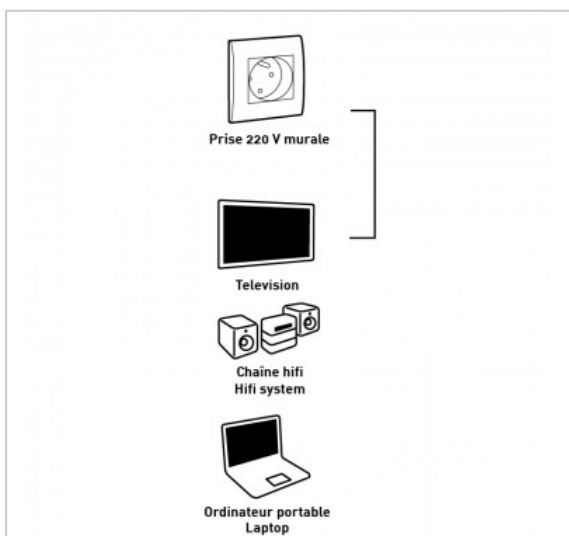 Prise 220 V murale
Television
Chaîne hifi
Hifi system
Ordinateur portable
Laptop